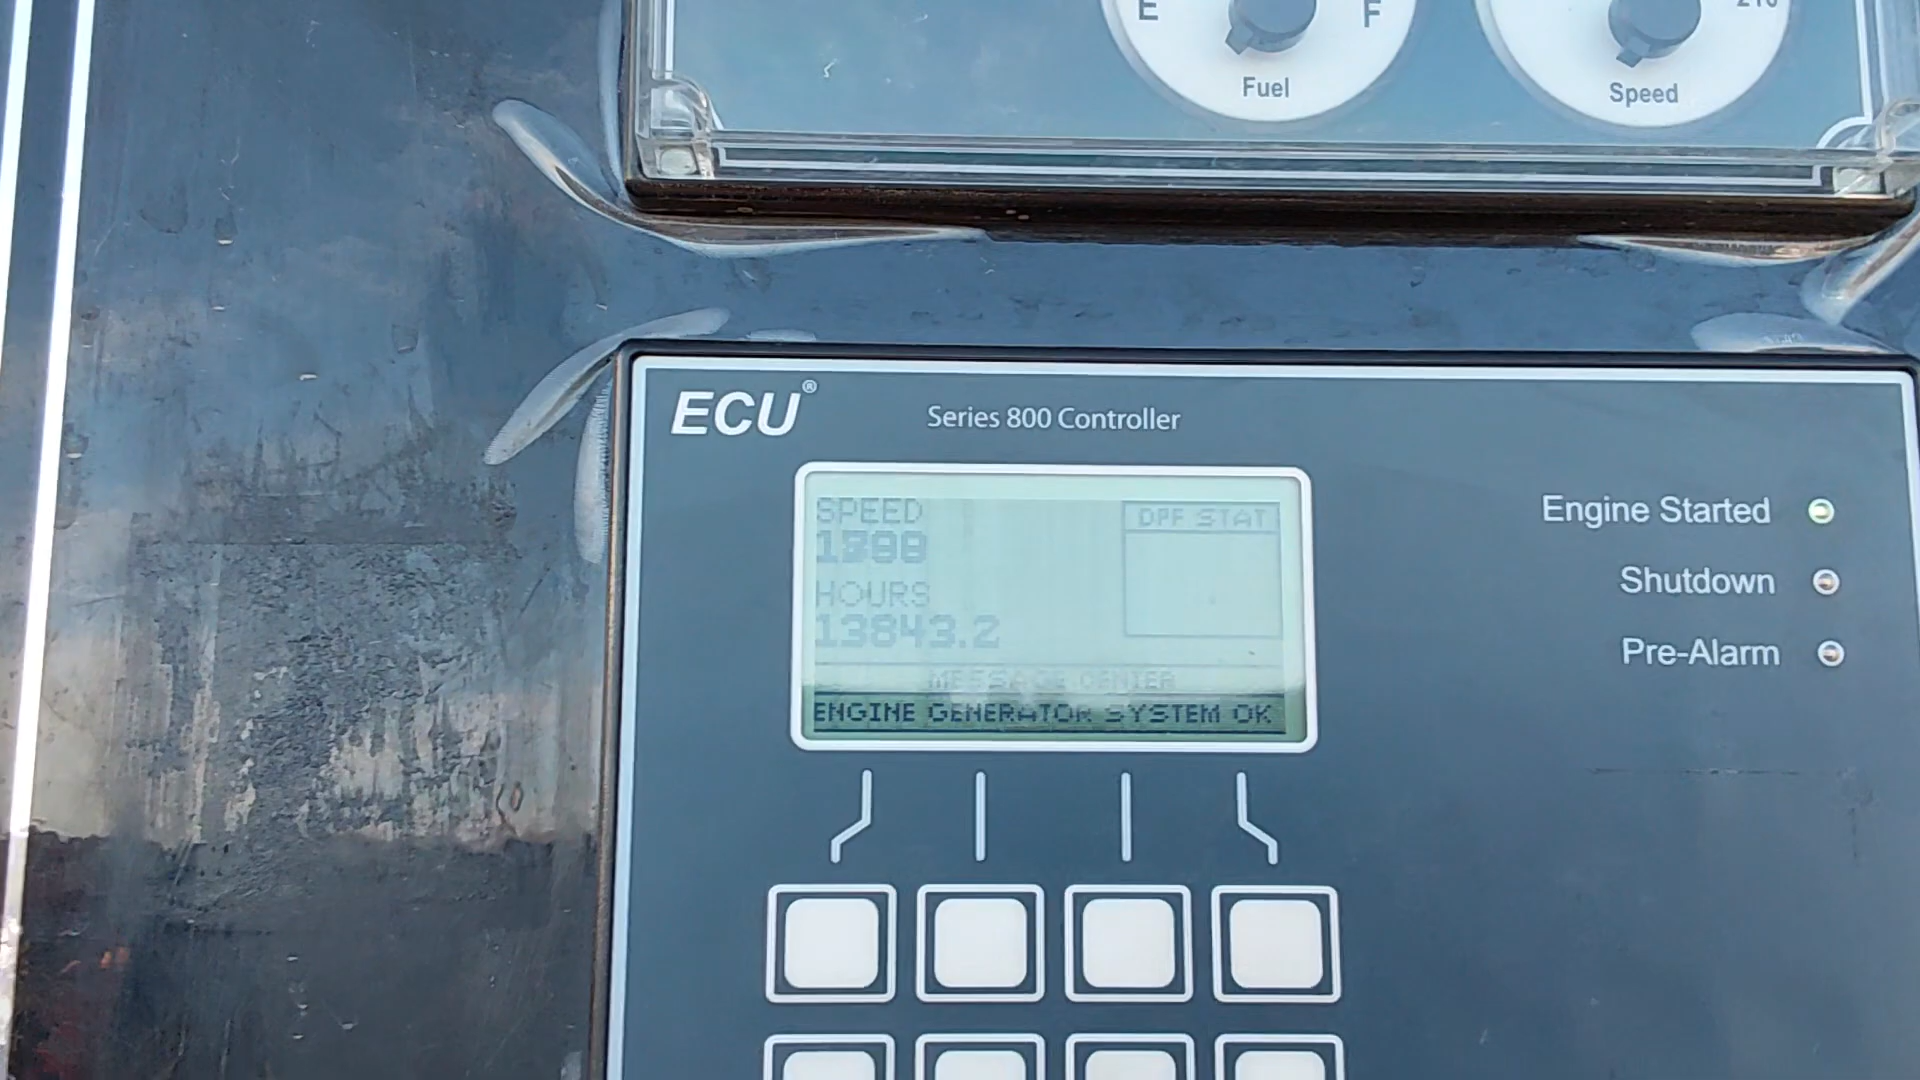 E F
Fuel
210
Speed
ECU®
Series 800 Controller
SPEED
DPF STAT
HOURS
13843.2
MESSAGE CENTER
ENGINE GENERATOR SYSTEM OK
Engine Started
Shutdown
Pre-Alarm